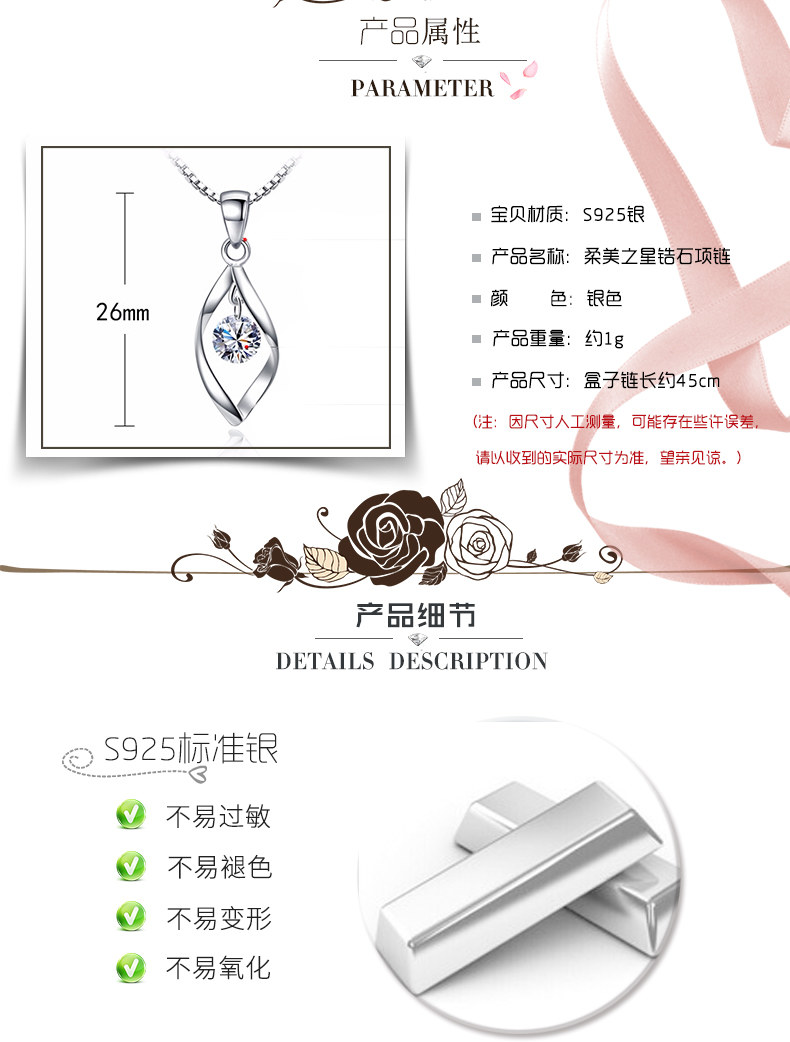 产品属性
PARAMETER
26mm
宝贝材质：S925银
产品名称：柔美之星锆石项链
颜 色：银色
产品重量：约1g
产品尺寸：盒子链长约45cm
(注：因尺寸人工测量，可能存在些许误差，
请以收到的实际尺寸为准，望亲见谅。)
产品细节
DETAILS DESCRIPTION
S925标准银
不易过敏
不易褪色
不易变形
不易氧化